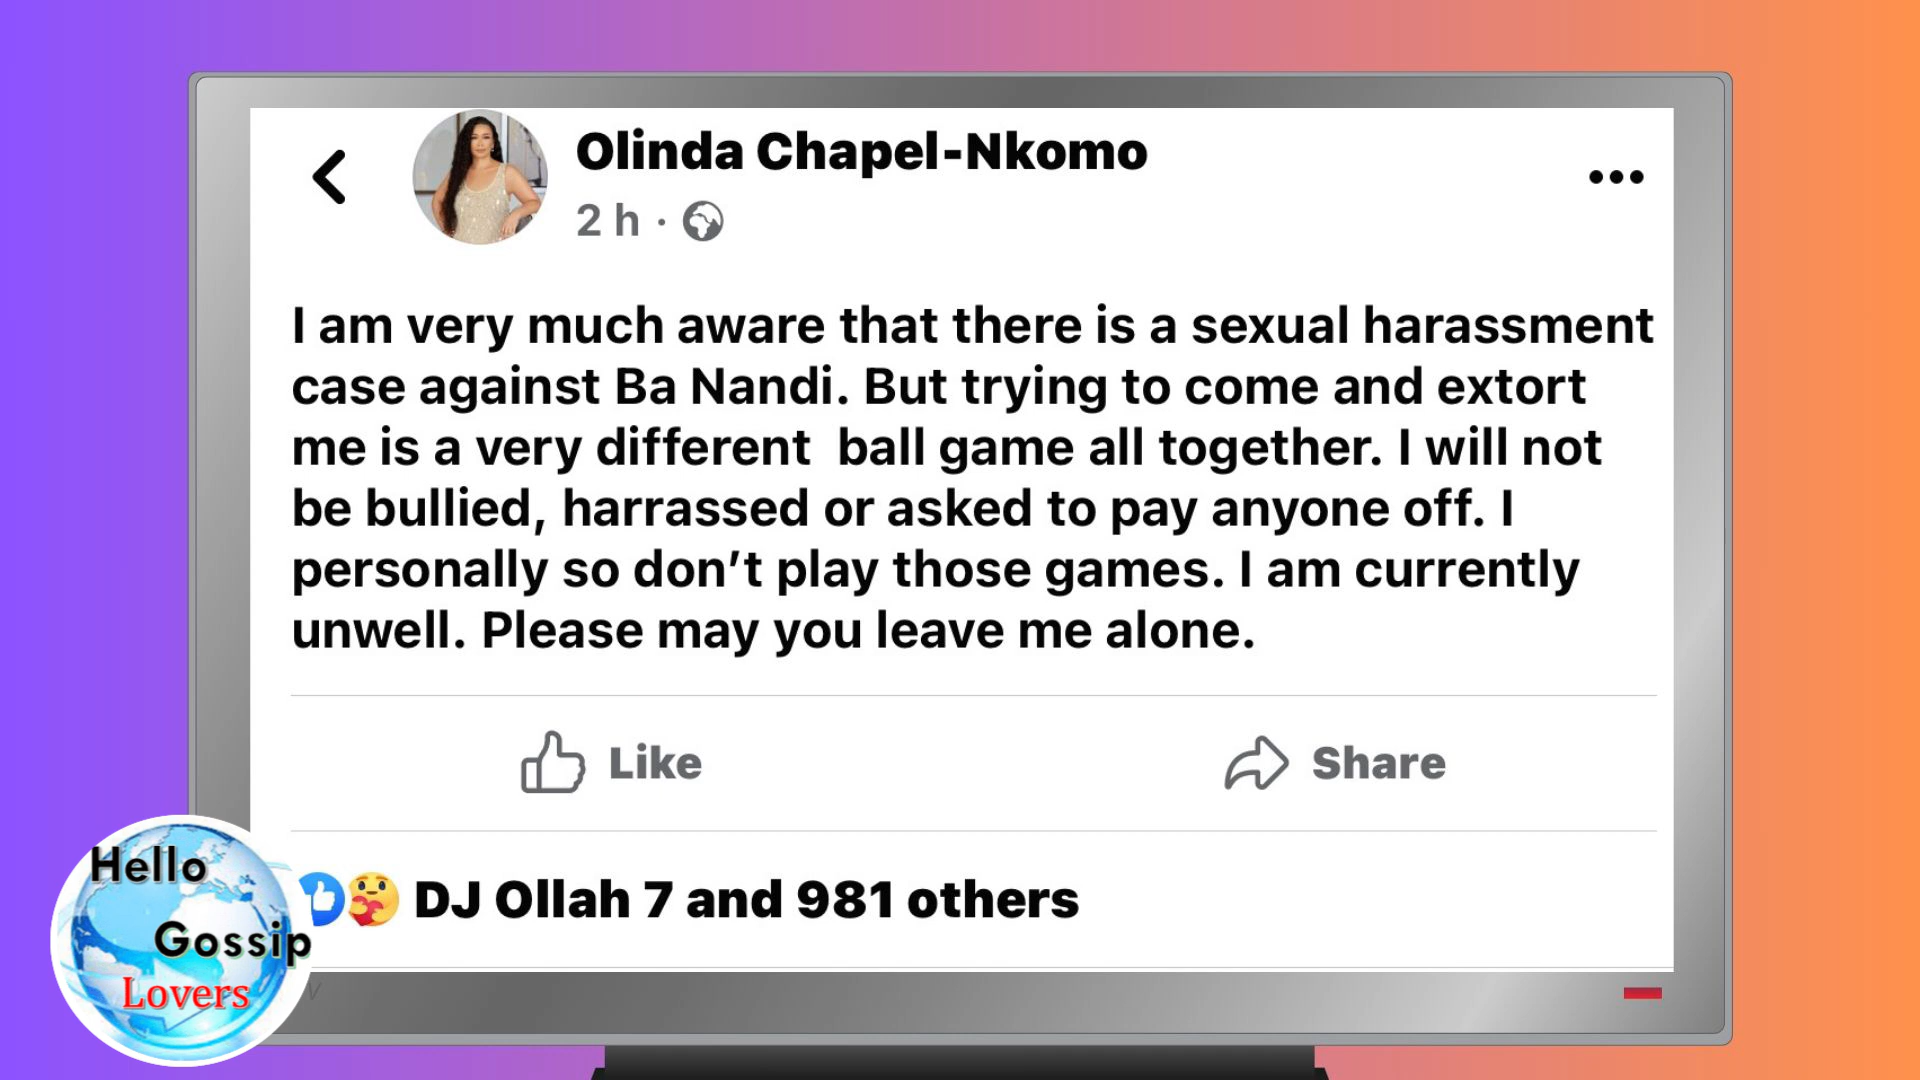 Olinda Chapel-Nkomo
2 h ·
I am very much aware that there is a sexual harassment
case against Ba Nandi. But trying to come and extort
me is a very different  ball game all together. I will not
be bullied, harrassed or asked to pay anyone off. I
personally so don’t play those games. I am currently
unwell. Please may you leave me alone.
Like
Share
DJ Ollah 7 and 981 others
Hello
Gossip
Lovers